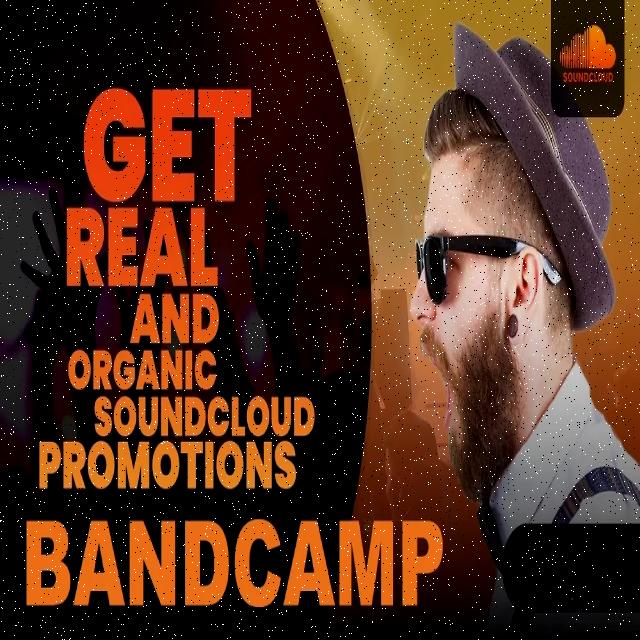 GET
REAL
AND
ORGANIC
SOUNDCLOUD
PROMOTIONS
BANDCAMP
SOUNDCLOUD